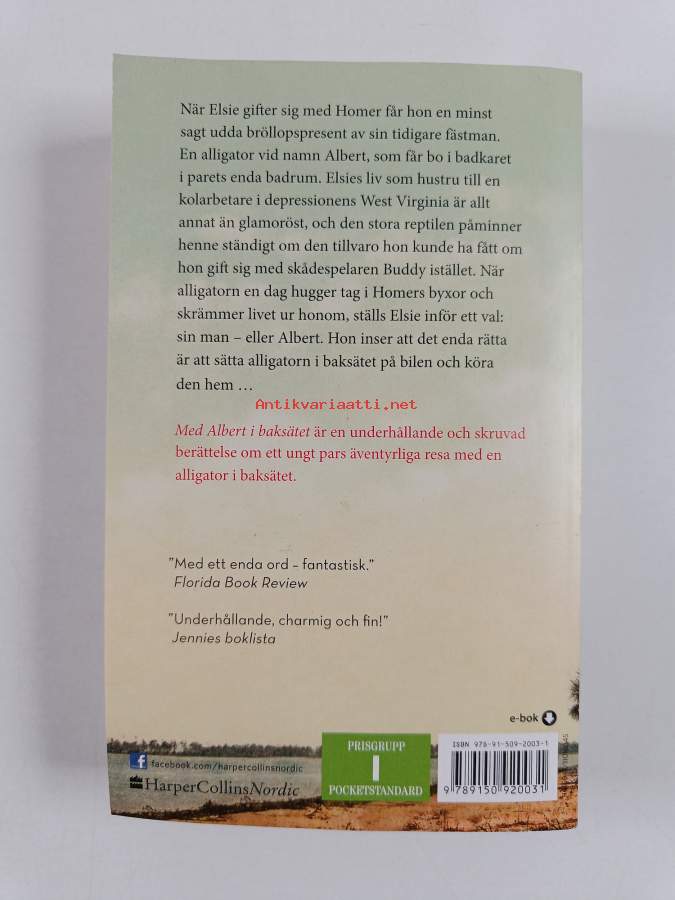 När Elsie gifter sig med Homer får hon en minst
sagt udda bröllopspresent av sin tidigare fästman.
En alligator vid namn Albert, som får bo i badkaret
i parets enda badrum. Elsies liv som hustru till en
kolarbetare i depressionens West Virginia är allt
annat än glamoröst, och den stora reptilen påminner
henne ständigt om den tillvaro hon kunde ha fått om
hon gift sig med skådespelaren Buddy istället. När
alligatorn en dag hugger tag i Homers byxor och
skrämmer livet ur honom, ställs Elsie inför ett val:
sin man – eller Albert. Hon inser att det enda rätta
är att sätta alligatorn i baksätet på bilen och köra
den hem …
Antikvariaatti.net
Med Albert i baksätet är en underhållande och skruvad
berättelse om ett ungt pars äventyrliga resa med en
alligator i baksätet.
”Med ett enda ord – fantastisk.”
Florida Book Review
”Underhållande, charmig och fin!”
Jennies boklista
e-bok
facebook.com/harpercollinsnordic
HarperCollinsNordic
PRISGRUPP
I
POCKETSTANDARD
ISBN 978-91-509-2003-1
9 789150 920031